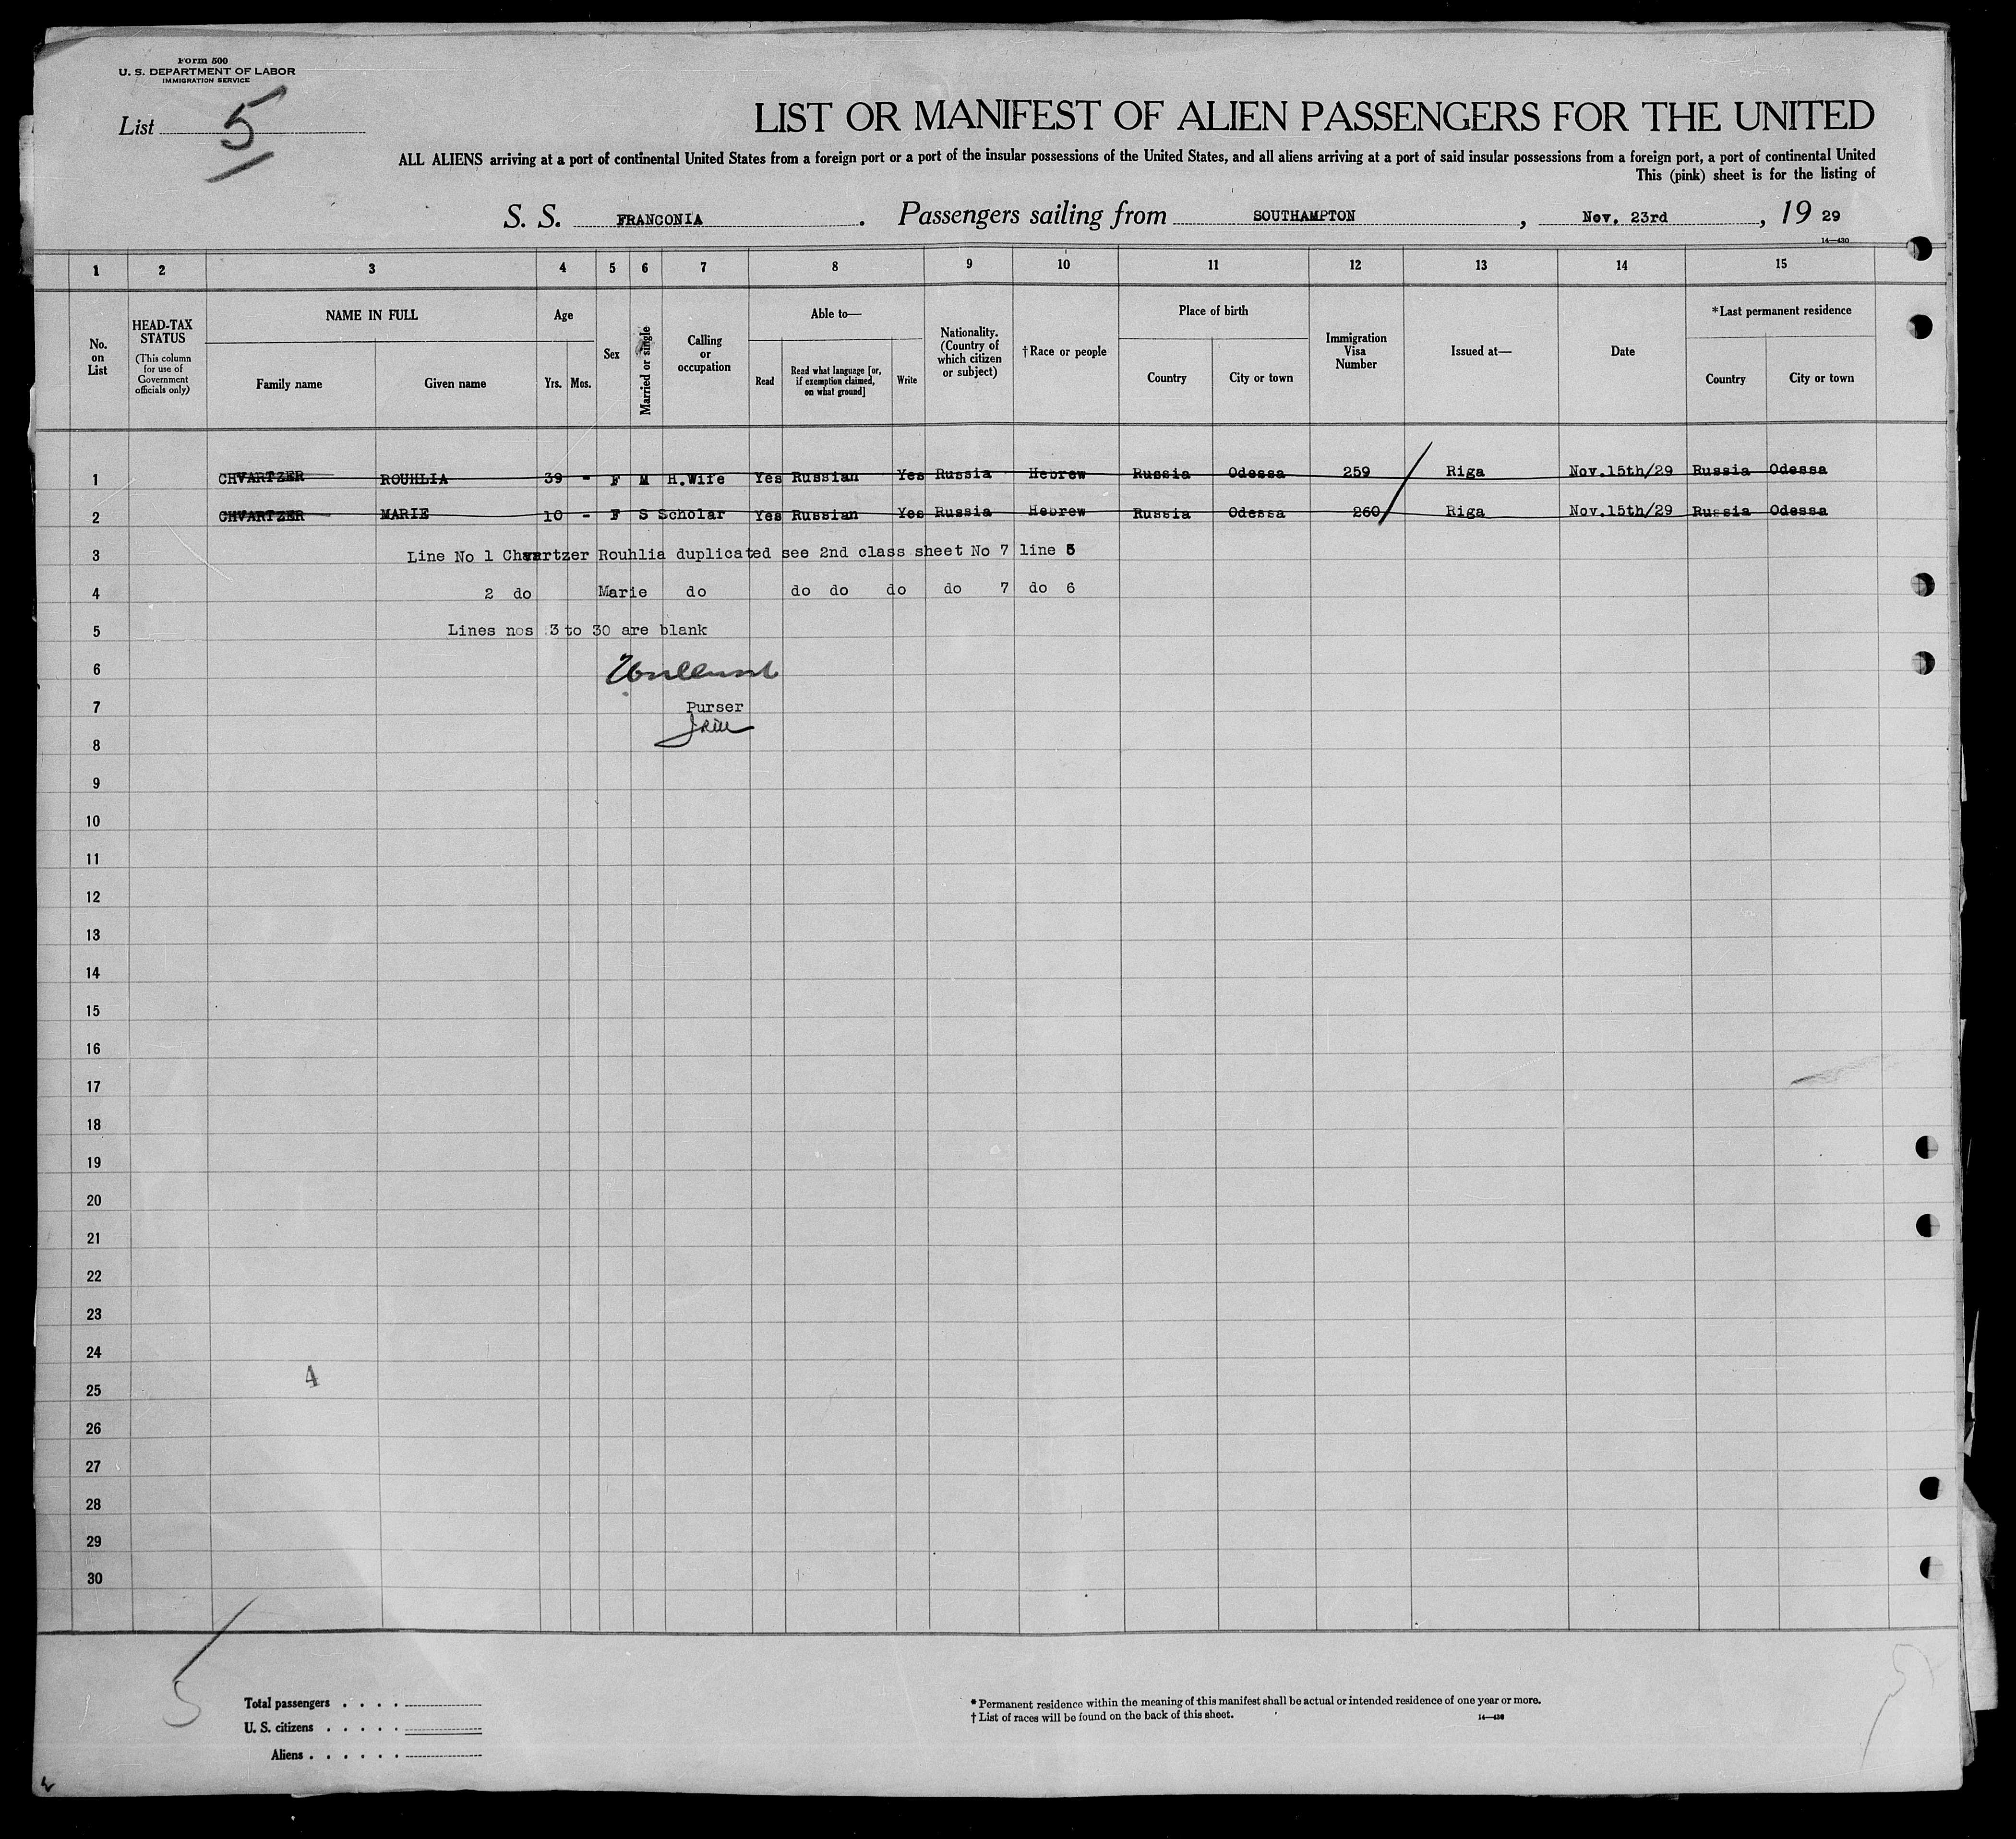 Form 500
U. S. DEPARTMENT OF LABOR
IMMIGRATION SERVICE
List 5
LIST OR MANIFEST OF ALIEN PASSENGERS FOR THE UNITED
ALL ALIENS arriving at a port of continental United States from a foreign port or a port of the insular possessions of the United States, and all aliens arriving at a port of said insular possessions from a foreign port, a port of continental United
This (pink) sheet is for the listing of
S. S. FRANCONIA. Passengers sailing from SOUTHAMPTON, Nov. 23rd, 19 29
14—430
1 2 3 4 5 6 7 8 9 10 11 12 13 14 15
No. on List
HEAD-TAX STATUS
(This column for use of Government officials only)
NAME IN FULL
Family name Given name
Age
Yrs. Mos.
Sex
Married or single
Calling or occupation
Able to—
Read
Read what language [or, if exemption claimed, on what ground]
Write
Nationality. (Country of which citizen or subject)
†Race or people
Place of birth
Country City or town
Immigration Visa Number
Issued at—
Date
*Last permanent residence
Country City or town
1 CHVARTZER ROUHLIA 39 - F M H.Wife Yes Russian Yes Russia Hebrew Russia Odessa 259 Riga Nov.15th/29 Russia Odessa
2 CHVARTZER MARIE 10 - F S Scholar Yes Russian Yes Russia Hebrew Russia Odessa 260 Riga Nov.15th/29 Russia Odessa
3 Line No 1 Chvartzer Rouhlia duplicated see 2nd class sheet No 7 line 5
4 2 do Marie do do do do do 7 do 6
5 Lines nos 3 to 30 are blank
6
7 Purser
8
9
10
11
12
13
14
15
16
17
18
19
20
21
22
23
24
4
25
26
27
28
29
30
5
Total passengers . . . .
U. S. citizens . . . . .
Aliens . . . . . .
* Permanent residence within the meaning of this manifest shall be actual or intended residence of one year or more.
† List of races will be found on the back of this sheet.
14—430